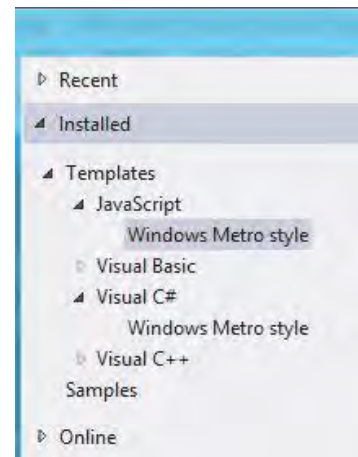 Recent
Installed
Templates
JavaScript
Windows Metro style
Visual Basic
Visual C#
Windows Metro style
Visual C++
Samples
Online